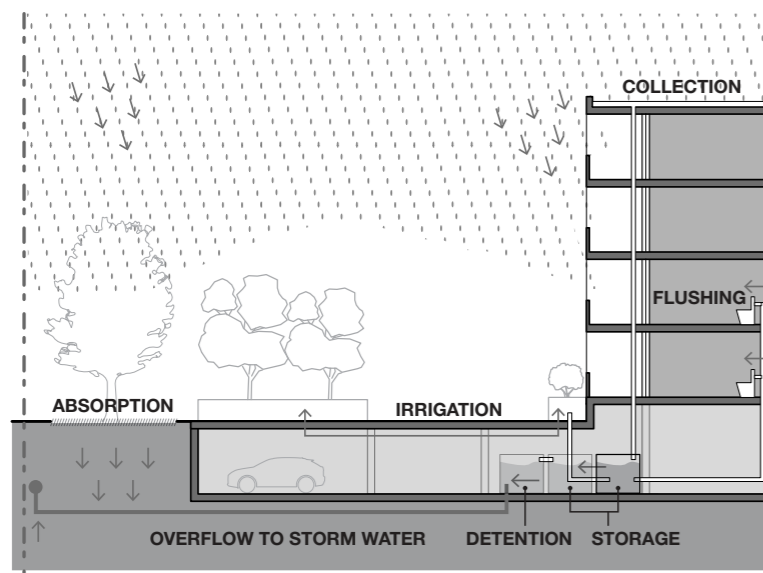 COLLECTION
FLUSHING
ABSORPTION
IRRIGATION
OVERFLOW TO STORM WATER
DETENTION
STORAGE